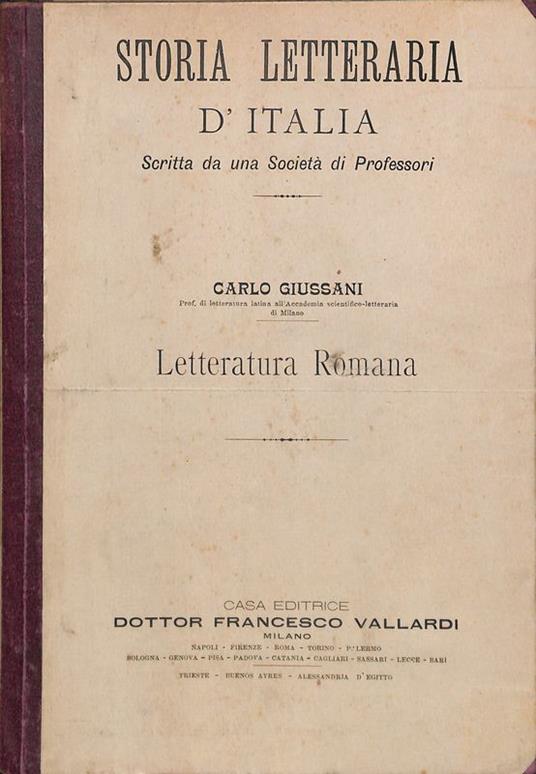 STORIA LETTERARIA
D'ITALIA
Scritta da una Società di Professori
CARLO GIUSSANI
Prof. di letteratura latina all'Accademia scientifico-letteraria
di Milano
Letteratura Romana
CASA EDITRICE
DOTTOR FRANCESCO VALLARDI
MILANO
NAPOLI - FIRENZE - ROMA - TORINO - PALERMO
BOLOGNA - GENOVA - PISA - PADOVA - CATANIA - CAGLIARI - SASSARI - LECCE - BARI
TRIESTE - BUENOS AYRES - ALESSANDRIA D'EGITTO